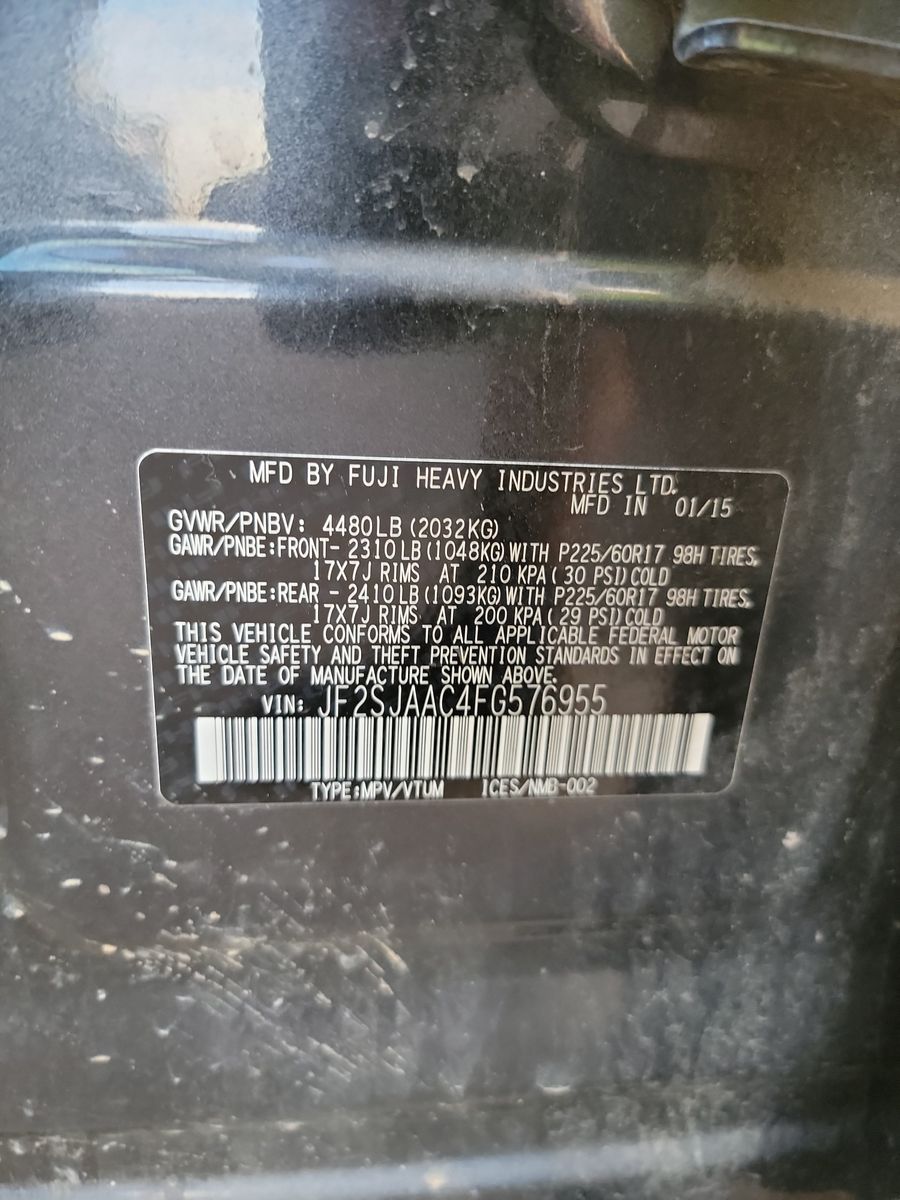 MFD BY FUJI HEAVY INDUSTRIES LTD.
MFD IN 01/15
GVWR/PNBV: 4480LB(2032KG)
GAWR/PNBE:FRONT- 2310LB(1048KG)WITH P225/60R17 98H TIRES,
17X7J RIMS AT 210 KPA( 30 PSI)COLD
GAWR/PNBE:REAR - 2410LB(1093KG)WITH P225/60R17 98H TIRES,
17X7J RIMS AT 200 KPA( 29 PSI)COLD
THIS VEHICLE CONFORMS TO ALL APPLICABLE FEDERAL MOTOR
VEHICLE SAFETY AND THEFT PREVENTION STANDARDS IN EFFECT ON
THE DATE OF MANUFACTURE SHOWN ABOVE.
VIN: JF2SJAAC4FG576955
TYPE:MPV/VTUM ICES/NMB-002